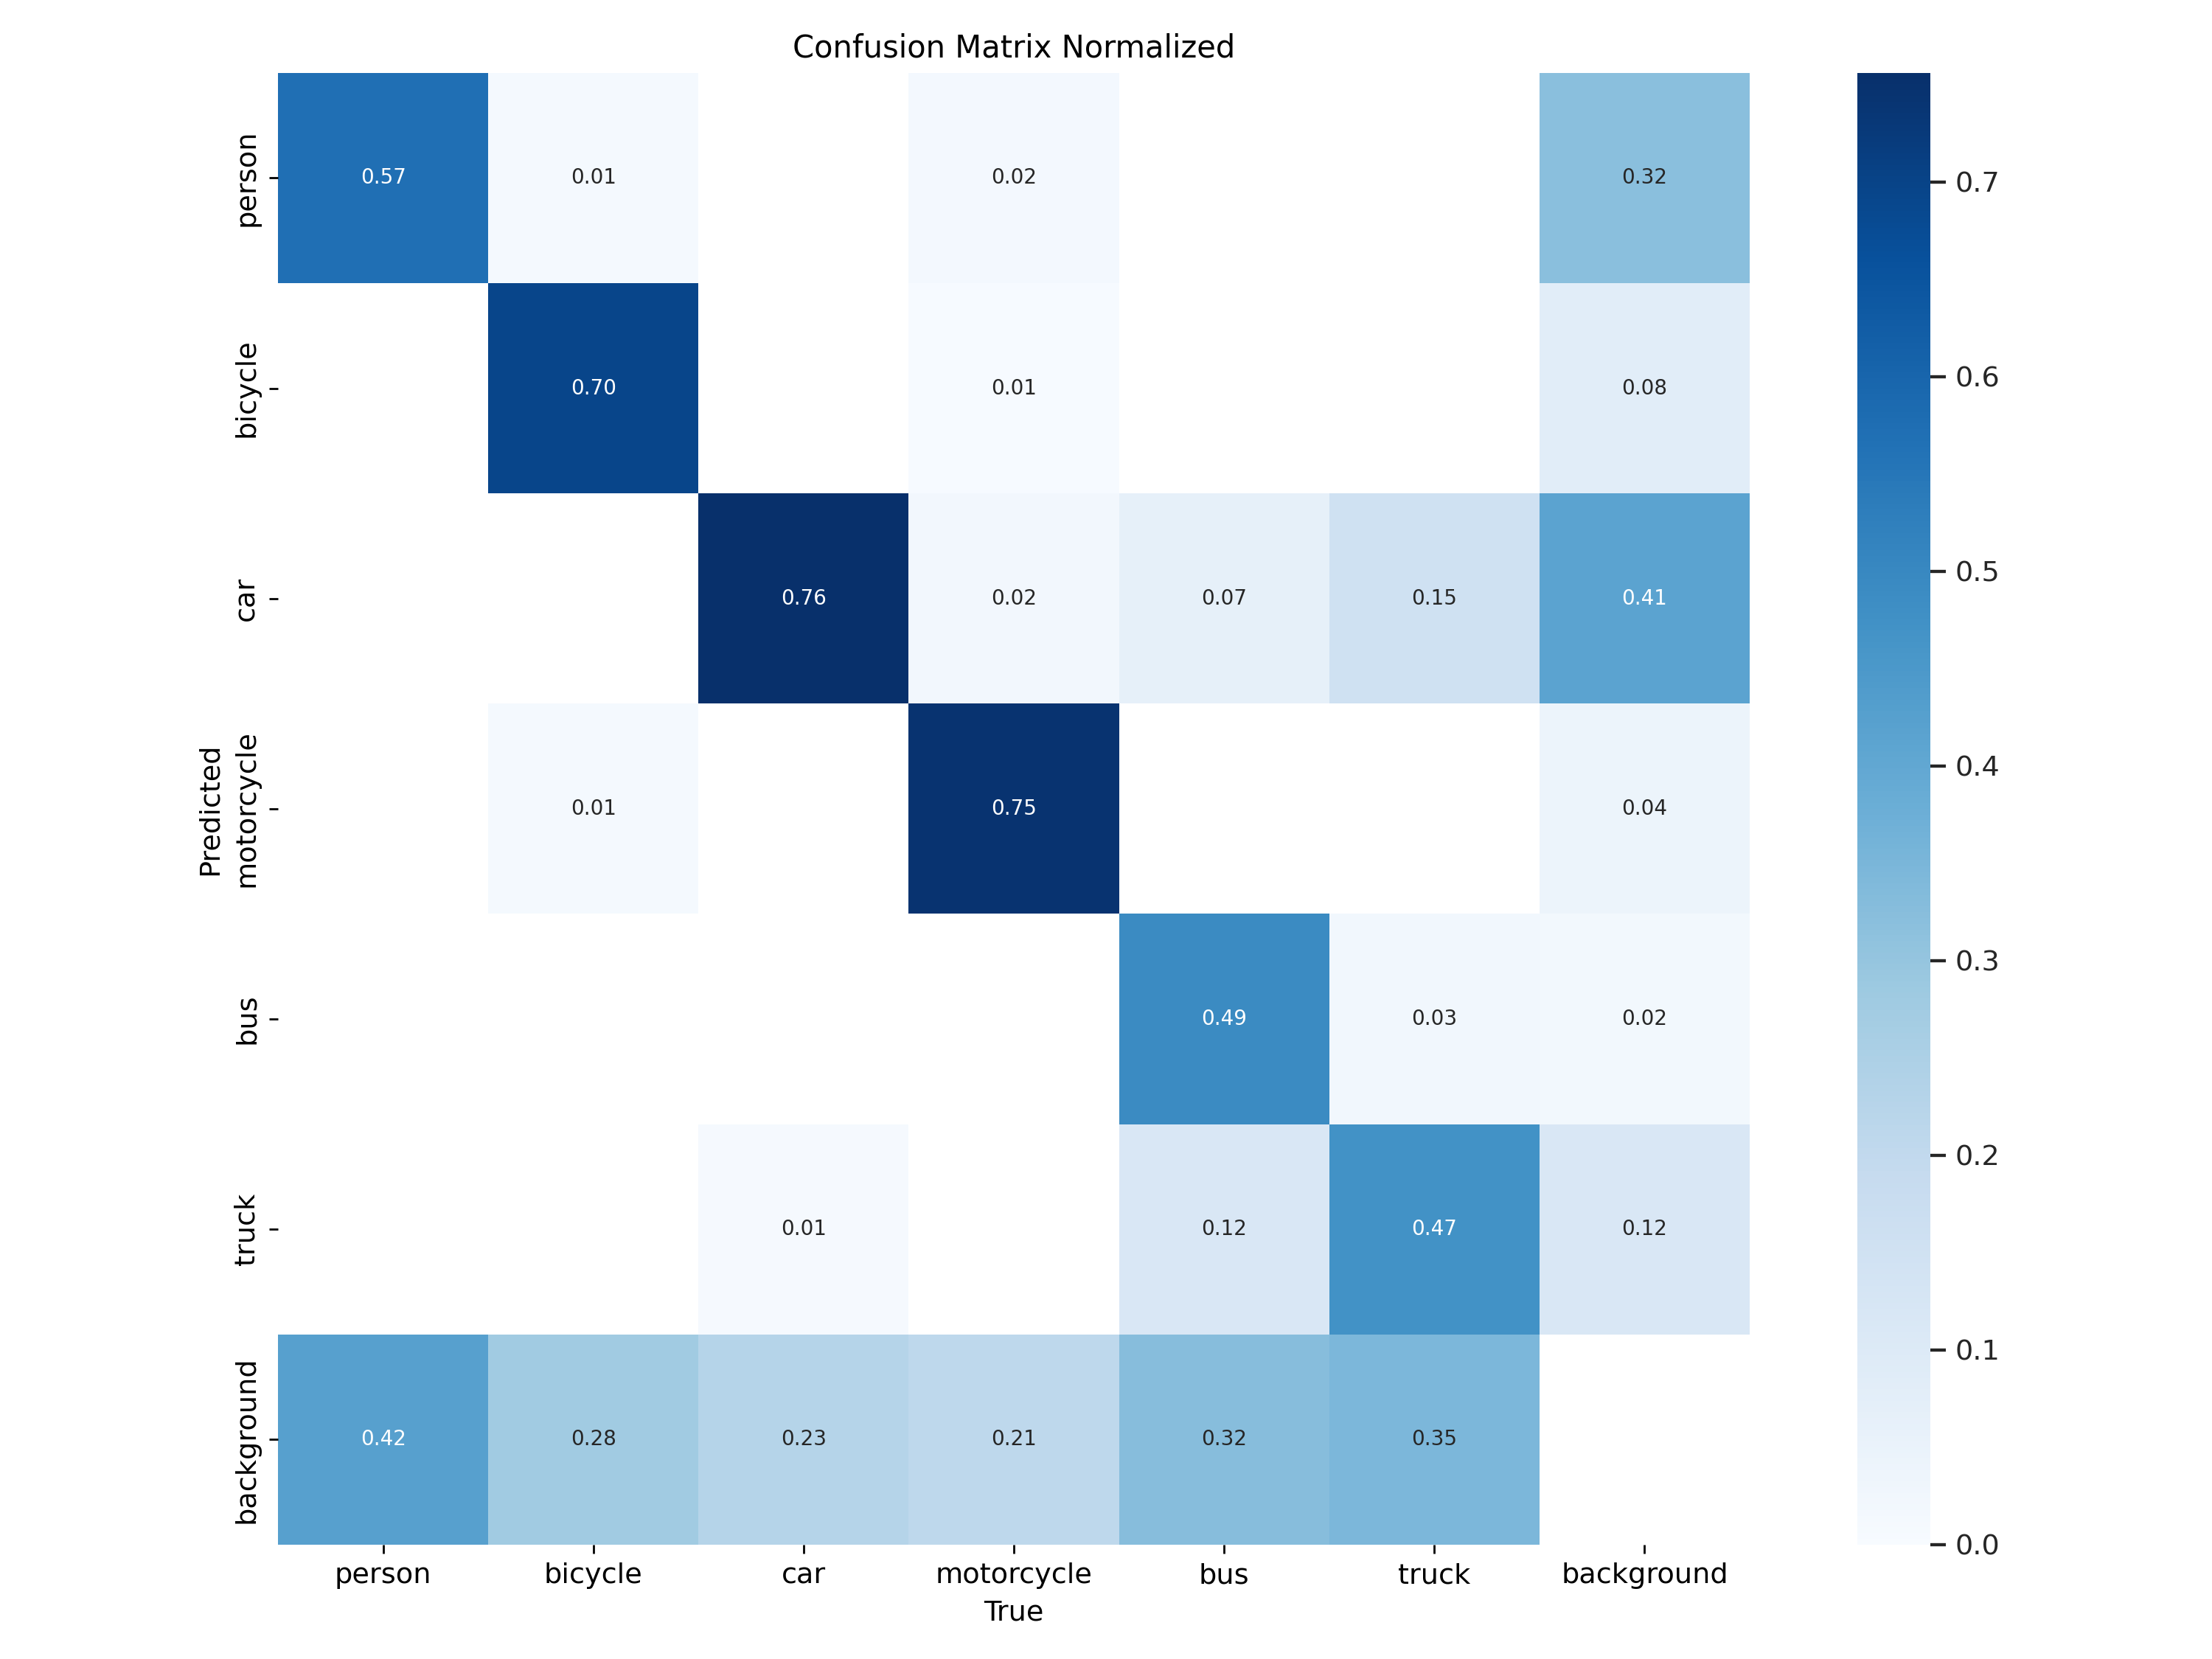 Confusion Matrix Normalized
person
0.57 0.01 0.02 0.32
0.7
bicycle
0.70 0.01 0.08
0.6
car
0.76 0.02 0.07 0.15 0.41
0.5
Predicted
motorcycle
0.01 0.75 0.04
0.4
bus
0.49 0.03 0.02
0.3
truck
0.01 0.12 0.47 0.12
0.2
background
0.42 0.28 0.23 0.21 0.32 0.35
0.1
0.0
person bicycle car motorcycle bus truck background
True